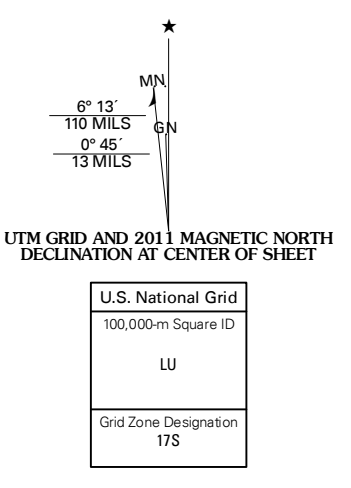 ★
MN.
6° 13´
110 MILS
GN
0° 45´
13 MILS
UTM GRID AND 2011 MAGNETIC NORTH
DECLINATION AT CENTER OF SHEET
U.S. National Grid
100,000-m Square ID
LU
Grid Zone Designation
17S